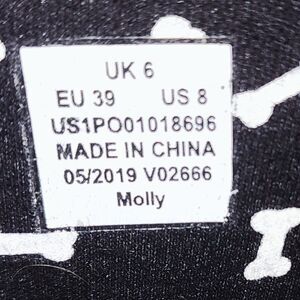 UK 6
EU 39 US 8
US1PO01018696
MADE IN CHINA
05/2019 V02666
Molly